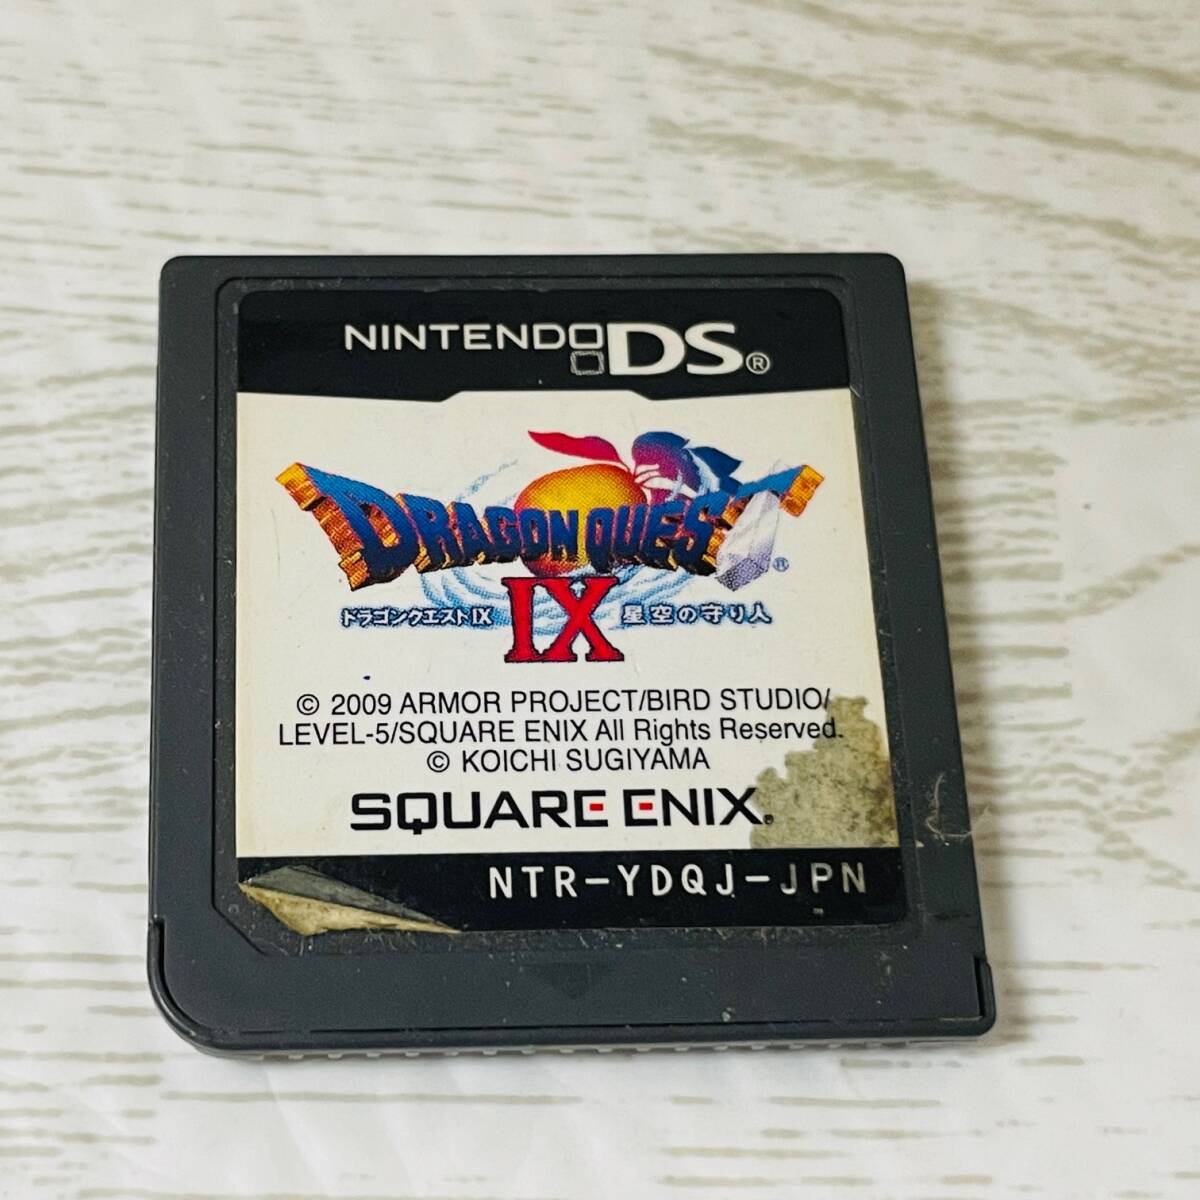 NINTENDO DS®
DRAGON QUEST®
IX
ドラゴンクエストIX 星空の守り人
© 2009 ARMOR PROJECT/BIRD STUDIO/
LEVEL-5/SQUARE ENIX All Rights Reserved.
© KOICHI SUGIYAMA
SQUARE ENIX®
NTR-YDQJ-JPN